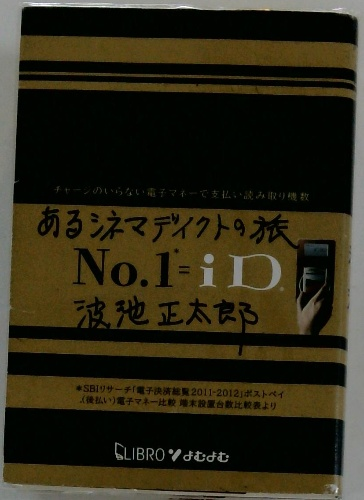 チャージのいらない電子マネーで支払い読み取り機数
あるシネマディクトの旅
No.1*=iD
波池正太郎
*SBIリサーチ「電子決済総覧2011-2012」ポストペイ
(後払い)電子マネー比較 端末設置台数比較表より
LIBRO よむよむ